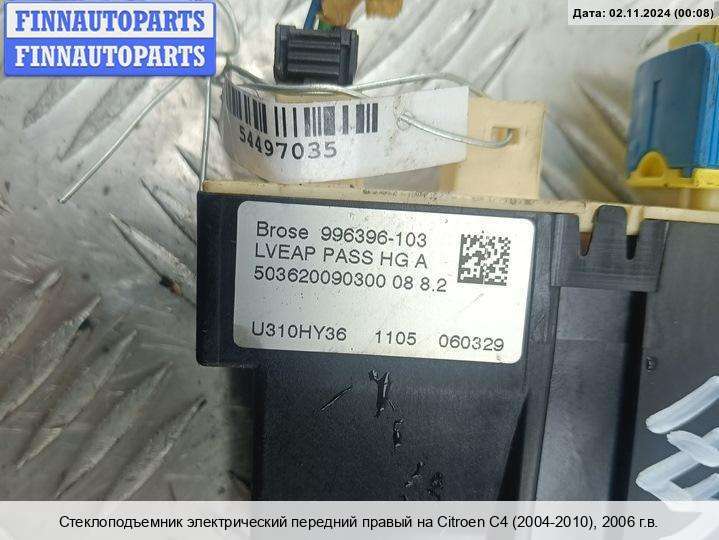 FINNAUTOPARTS
FINNAUTOPARTS
Дата: 02.11.2024 (00:08)
54497035
Brose 996396-103
LVEAP PASS HG A
503620090300 08 8.2
U310HY36 1105 060329
Стеклоподъемник электрический передний правый на Citroen C4 (2004-2010), 2006 г.в.